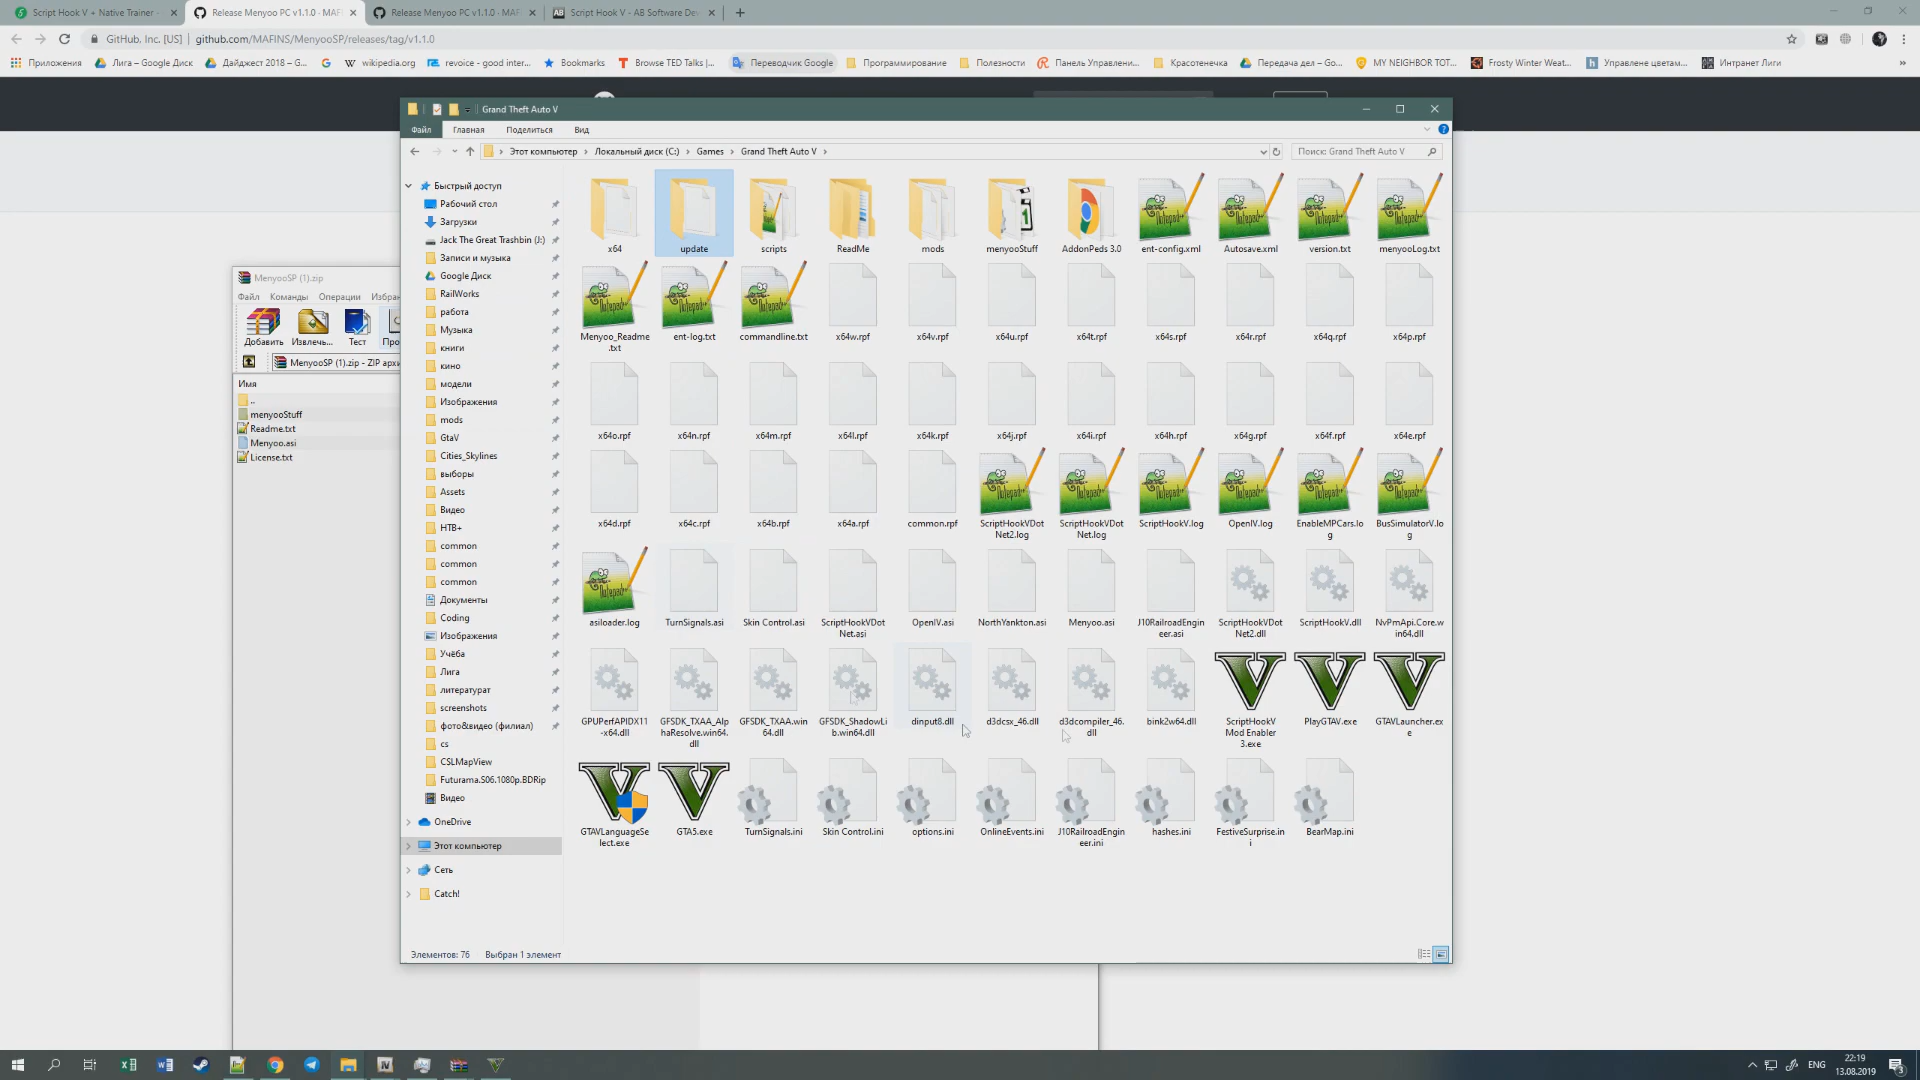 Script Hook V + Native Trainer -
Release Menyoo PC v1.1.0 · MAFI
Release Menyoo PC v1.1.0 · MAF
Script Hook V - AB Software De
GitHub, Inc. [US]
github.com/MAFINS/MenyooSP/releases/tag/v1.1.0
Приложения
Лига – Google Диск
Дайджест 2018 – G...
wikipedia.org
revoice - good inter...
Bookmarks
Browse TED Talks |...
Переводчик Google
Программирование
Полезности
Панель Управлени...
Красотенечка
Передача дел – Go...
MY NEIGHBOR TOT...
Frosty Winter Weat...
Управлене цветам...
Интранет Лиги
»
Grand Theft Auto V
Файл
Главная
Поделиться
Вид
Этот компьютер
Локальный диск (C:)
Games
Grand Theft Auto V
Поиск: Grand Theft Auto V
MenyooSP (1).zip
Файл
Команды
Операции
Избран
Добавить
Извлечь...
Тест
Про
MenyooSP (1).zip - ZIP архи
Имя
..
menyooStuff
Readme.txt
Menyoo.asi
License.txt
Быстрый доступ
Рабочий стол
Загрузки
Jack The Great Trashbin (J:)
Записи и музыка
Google Диск
RailWorks
работа
Музыка
книги
кино
модели
Изображения
mods
GtaV
Cities_Skylines
выборы
Assets
Видео
НТВ+
common
common
common
Документы
Coding
Изображения
Учёба
Лига
литературат
screenshots
фото&видео (филиал)
cs
CSLMapView
Futurama.S06.1080p.BDRip
Видео
OneDrive
Этот компьютер
Сеть
Catch!
x64
update
scripts
ReadMe
mods
menyooStuff
AddonPeds 3.0
ent-config.xml
Autosave.xml
version.txt
menyooLog.txt
Menyoo_Readme
.txt
ent-log.txt
commandline.txt
x64w.rpf
x64v.rpf
x64u.rpf
x64t.rpf
x64s.rpf
x64r.rpf
x64q.rpf
x64p.rpf
x64o.rpf
x64n.rpf
x64m.rpf
x64l.rpf
x64k.rpf
x64j.rpf
x64i.rpf
x64h.rpf
x64g.rpf
x64f.rpf
x64e.rpf
x64d.rpf
x64c.rpf
x64b.rpf
x64a.rpf
common.rpf
ScriptHookVDot
Net2.log
ScriptHookVDot
Net.log
ScriptHookV.log
OpenIV.log
EnableMPCars.lo
g
BusSimulatorV.lo
g
asiloader.log
TurnSignals.asi
Skin Control.asi
ScriptHookVDot
Net.asi
OpenIV.asi
NorthYankton.asi
Menyoo.asi
J10RailroadEngin
eer.asi
ScriptHookVDot
Net2.dll
ScriptHookV.dll
NvPmApi.Core.w
in64.dll
GPUPerfAPIDX11
-x64.dll
GFSDK_TXAA_Alp
haResolve.win64.
dll
GFSDK_TXAA.win
64.dll
GFSDK_ShadowLi
b.win64.dll
dinput8.dll
d3dcsx_46.dll
d3dcompiler_46.
dll
bink2w64.dll
ScriptHookV
Mod Enabler
3.exe
PlayGTAV.exe
GTAVLauncher.ex
e
GTAVLanguageSe
lect.exe
GTA5.exe
TurnSignals.ini
Skin Control.ini
options.ini
OnlineEvents.ini
J10RailroadEngin
eer.ini
hashes.ini
FestiveSurprise.in
i
BearMap.ini
Элементов: 76
Выбран 1 элемент
ENG
22:19
13.08.2019
3